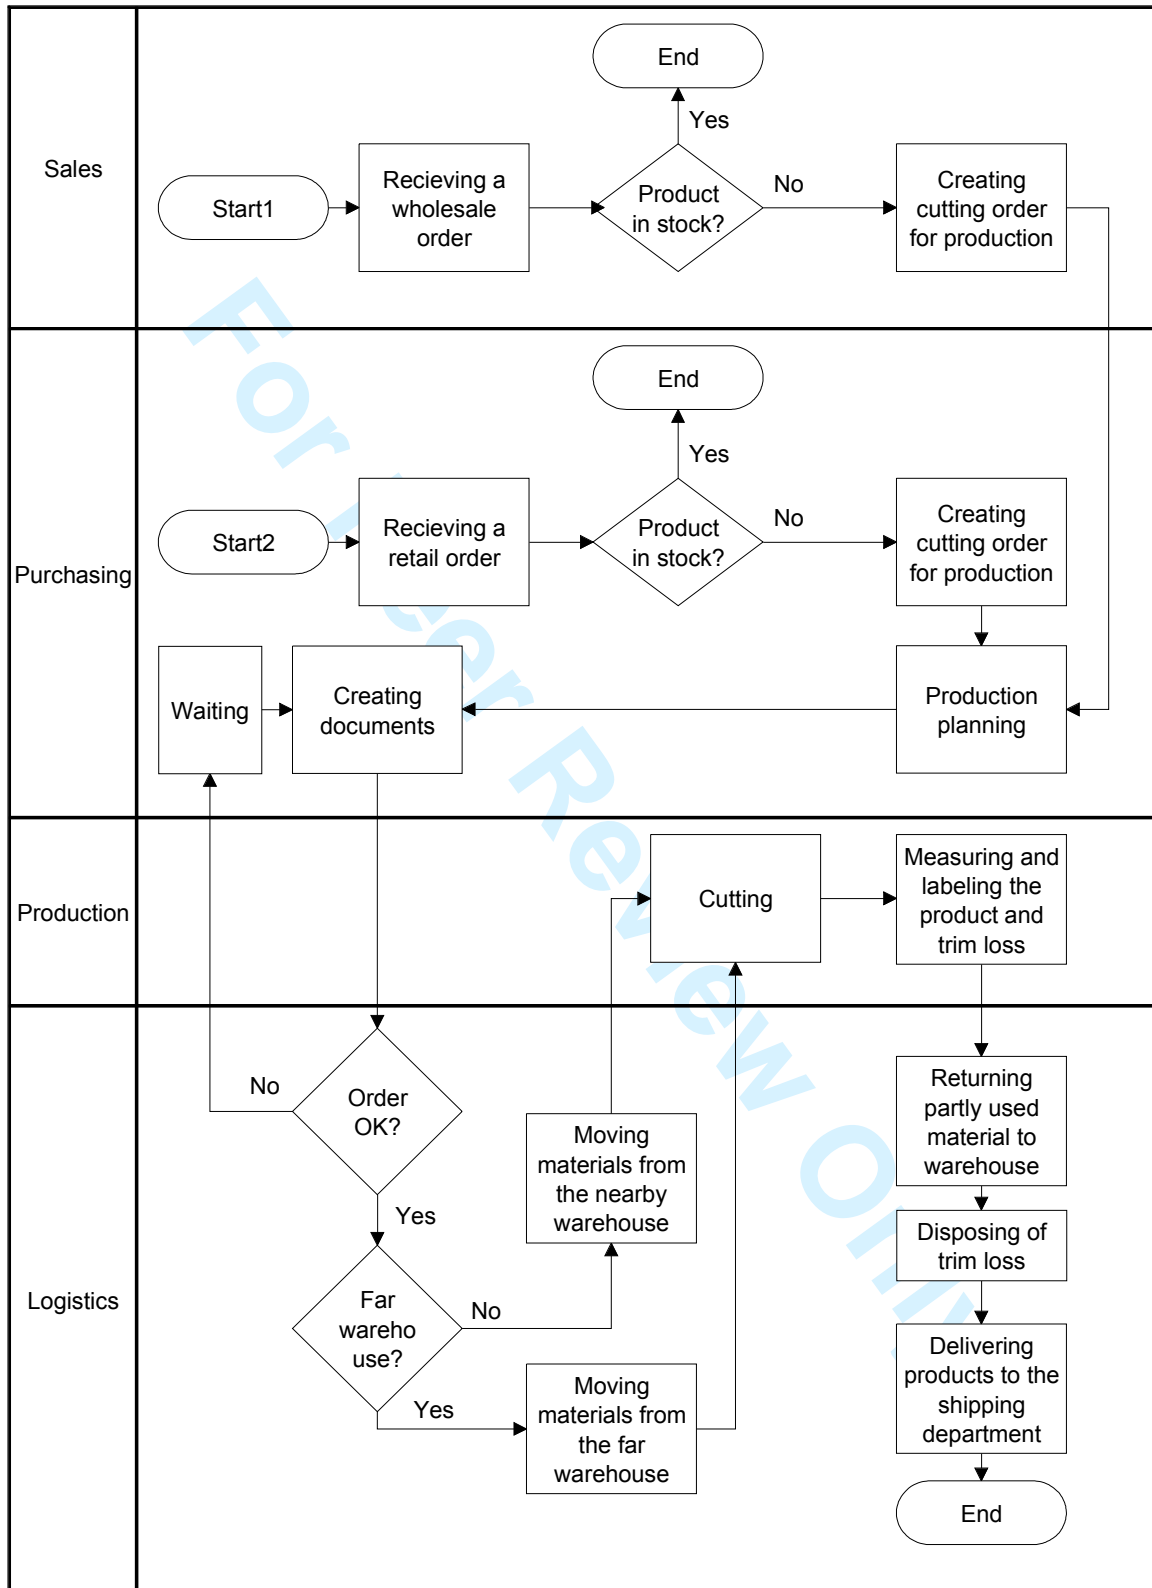 Sales
End
Yes
Start1
Recieving a
wholesale
order
Product
in stock?
No
Creating
cutting order
for production
Purchasing
End
Yes
Start2
Recieving a
retail order
Product
in stock?
No
Creating
cutting order
for production
Waiting
Creating
documents
Production
planning
Production
Cutting
Measuring and
labeling the
product and
trim loss
Logistics
No
Order
OK?
Yes
Far
wareho
use?
No
Yes
Moving
materials from
the nearby
warehouse
Moving
materials from
the far
warehouse
Returning
partly used
material to
warehouse
Disposing of
trim loss
Delivering
products to the
shipping
department
End
For Peer Review Only